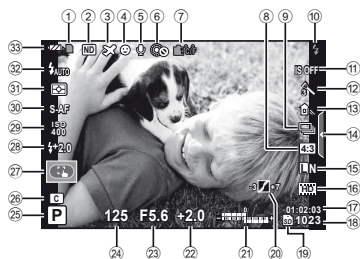 ① ② ③ ④ ⑤ ⑥ ⑦ ⑧ ⑨ ⑩
ND
㉝
㉜ AUTO IS OFF ⑪
㉛ ⑫
㉚ S-AF ⑬
㉙ ISO 400 ⑭
㉘ +2.0 4:3
㉗ L N ⑮
-3 +7 HD ⑯
㉖ C 01:02:03 ⑰
㉕ P 125 F5.6 +2.0 SD 1023 ⑱
㉔ ㉓ ㉒ ㉑ ⑳ ⑲